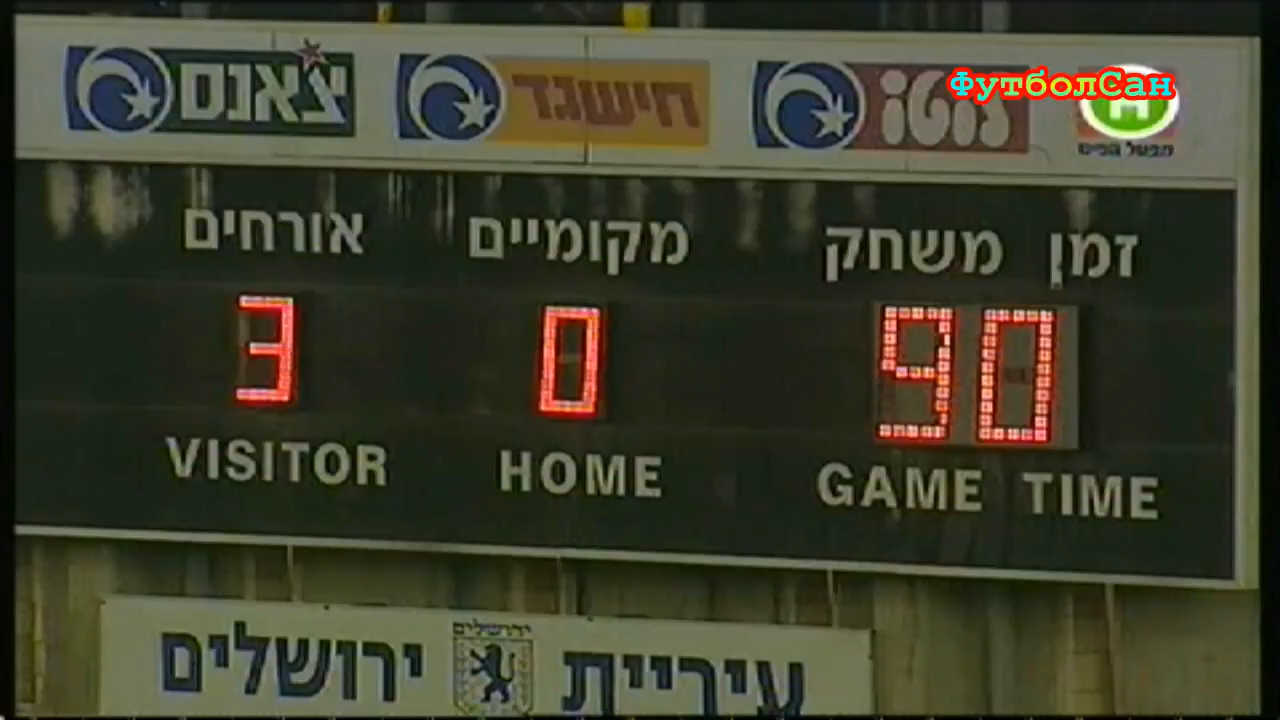 ФутболСан
צ'אנס חישגד לוטו
מפעל הפיס
אורחים מקומיים זמן משחק
3 0 90
VISITOR HOME GAME TIME
ירושלים
עיריית ירושלים